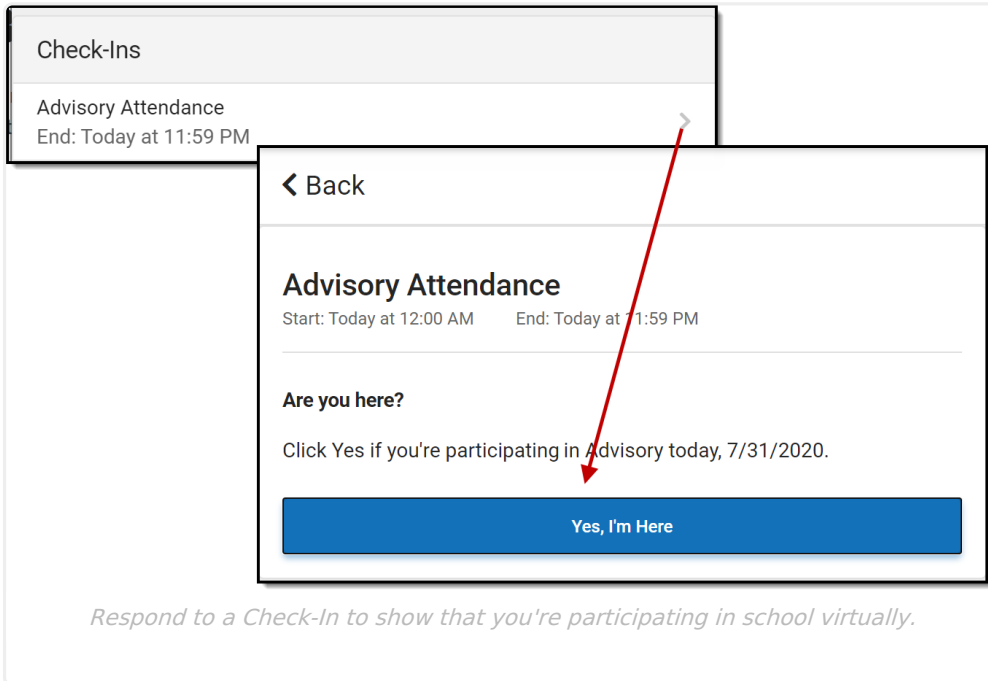 Check-Ins
Advisory Attendance
End: Today at 11:59 PM
Back
Advisory Attendance
Start: Today at 12:00 AM End: Today at 11:59 PM
Are you here?
Click Yes if you're participating in Advisory today, 7/31/2020.
Yes, I'm Here
Respond to a Check-In to show that you're participating in school virtually.